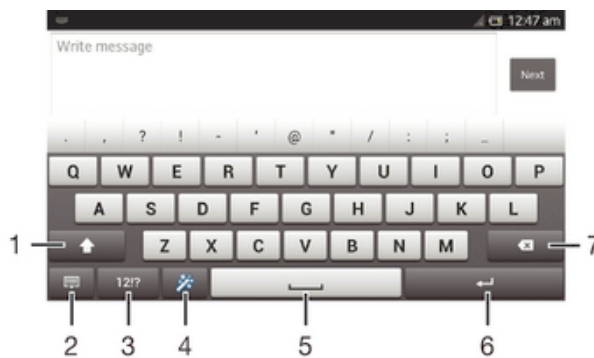 12:47 am
Write message
Next
. , ? ! - ' @ " / : ; _
Q W E R T Y U I O P
A S D F G H J K L
1 Z X C V B N M 7
12!?
2 3 4 5 6